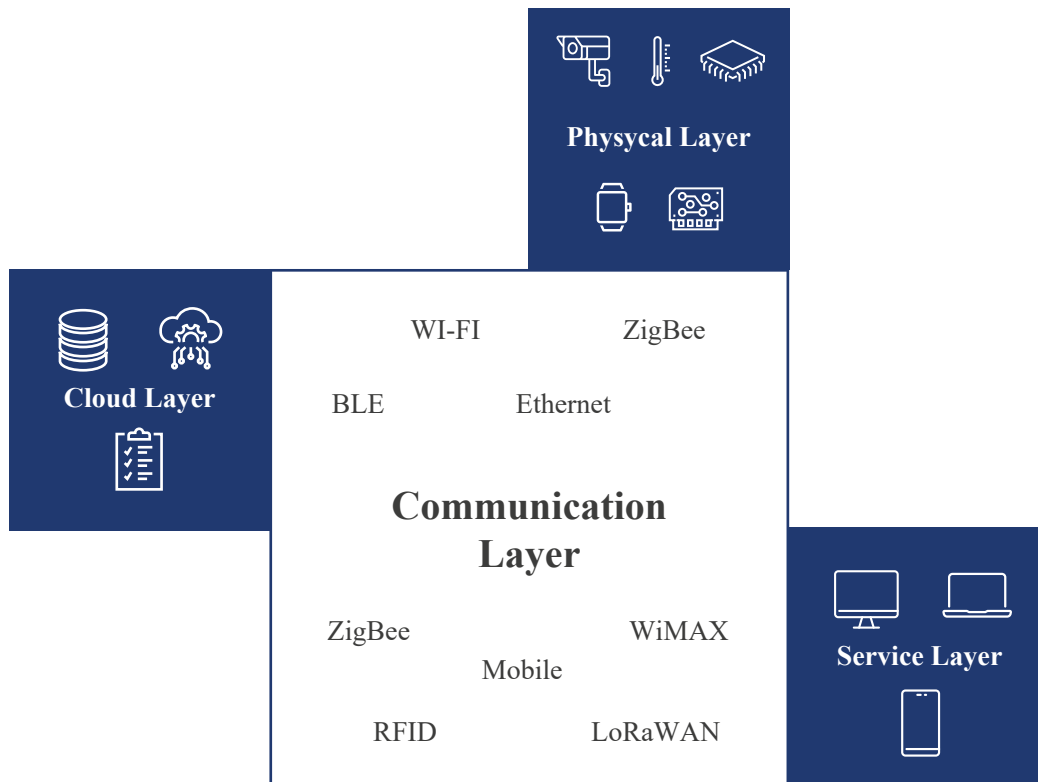 Physycal Layer
WI-FI
ZigBee
Cloud Layer
BLE
Ethernet
Communication
Layer
ZigBee
WiMAX
Mobile
Service Layer
RFID
LoRaWAN